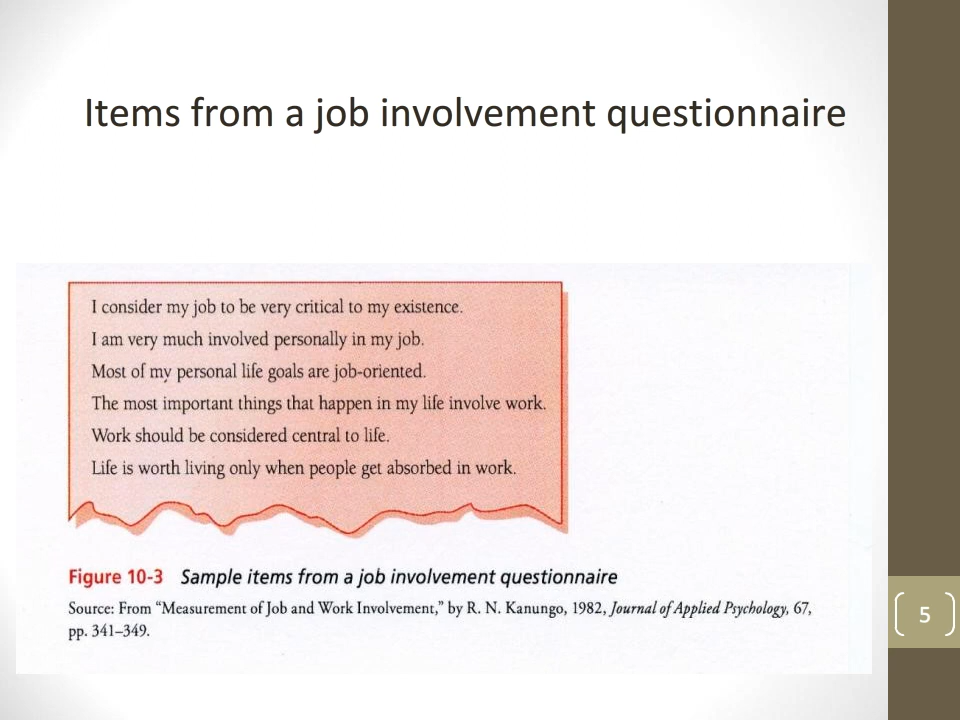 Items from a job involvement questionnaire
I consider my job to be very critical to my existence.
I am very much involved personally in my job.
Most of my personal life goals are job-oriented.
The most important things that happen in my life involve work.
Work should be considered central to life.
Life is worth living only when people get absorbed in work.
Figure 10-3 Sample items from a job involvement questionnaire
Source: From “Measurement of Job and Work Involvement,” by R. N. Kanungo, 1982, Journal of Applied Psychology, 67,
pp. 341–349.
5